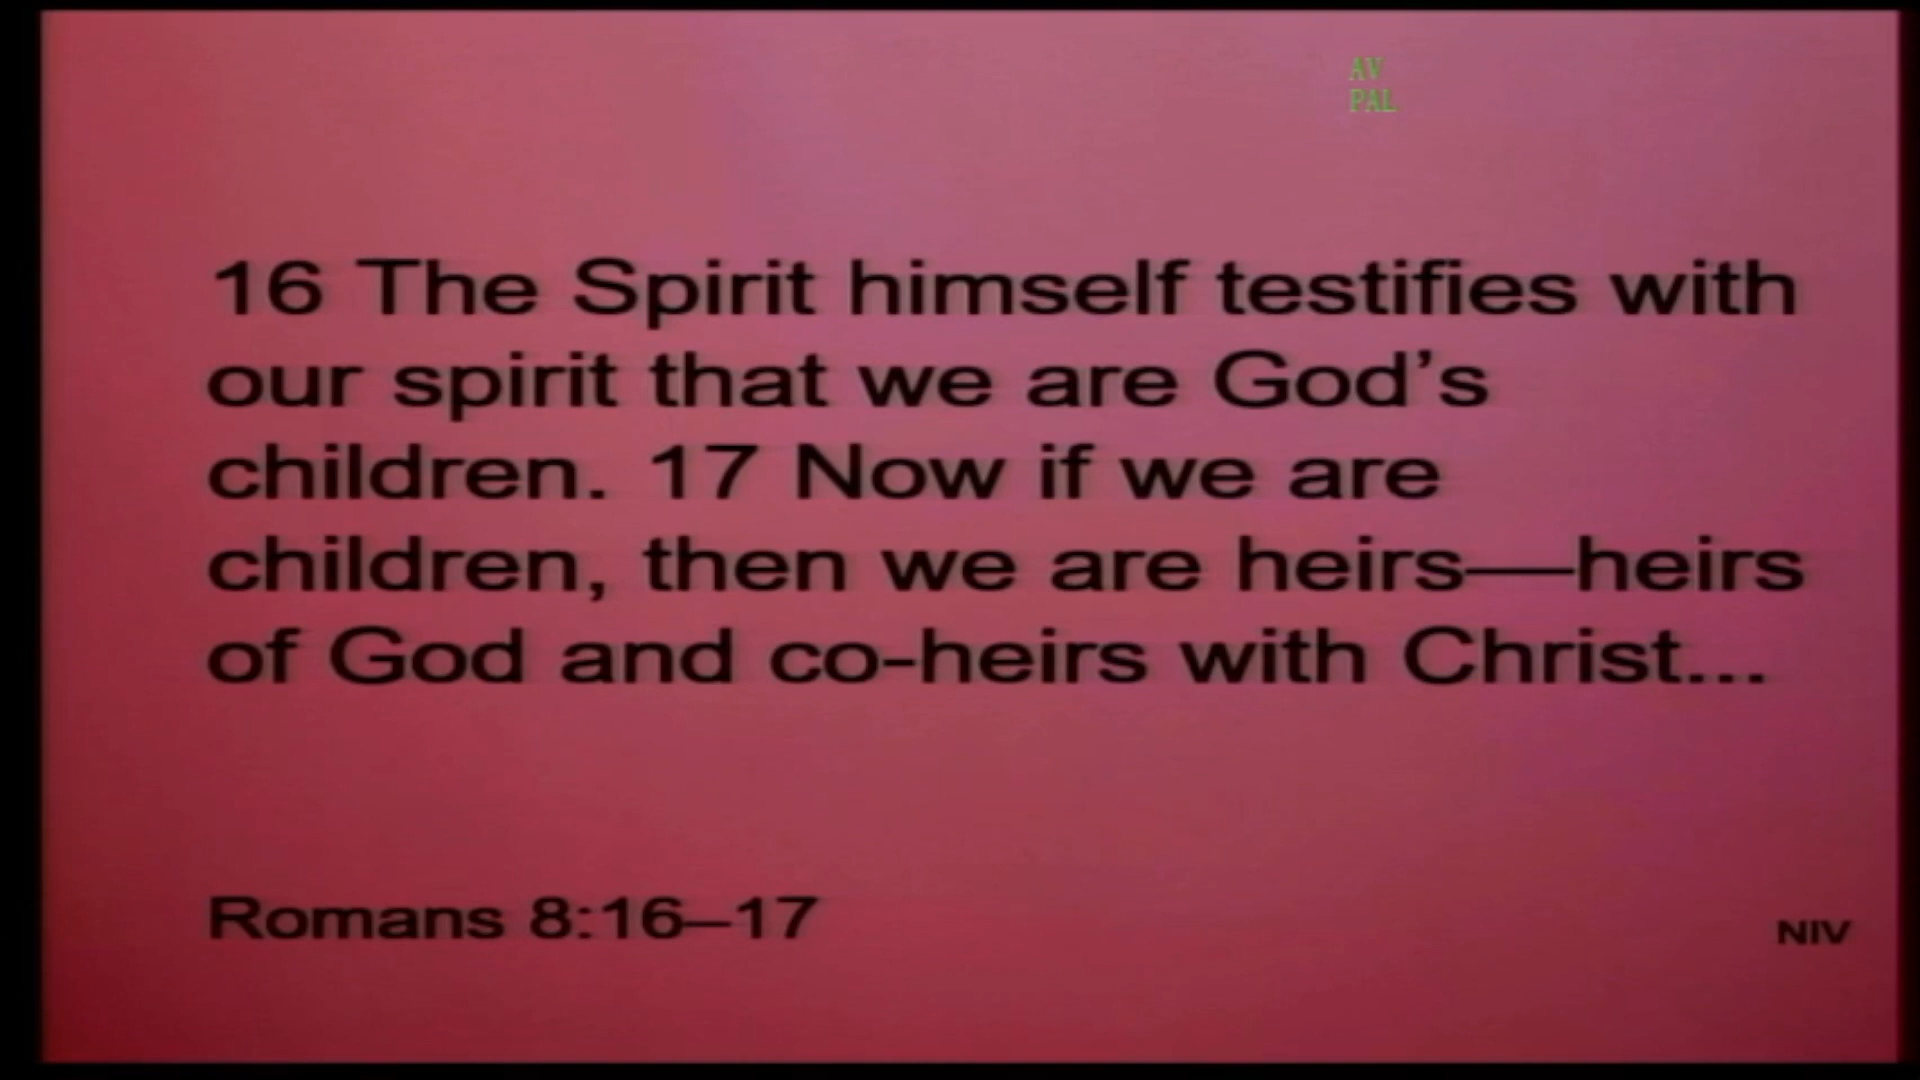 AV
PAL
16 The Spirit himself testifies with
our spirit that we are God’s
children. 17 Now if we are
children, then we are heirs—heirs
of God and co-heirs with Christ...
Romans 8:16–17
NIV